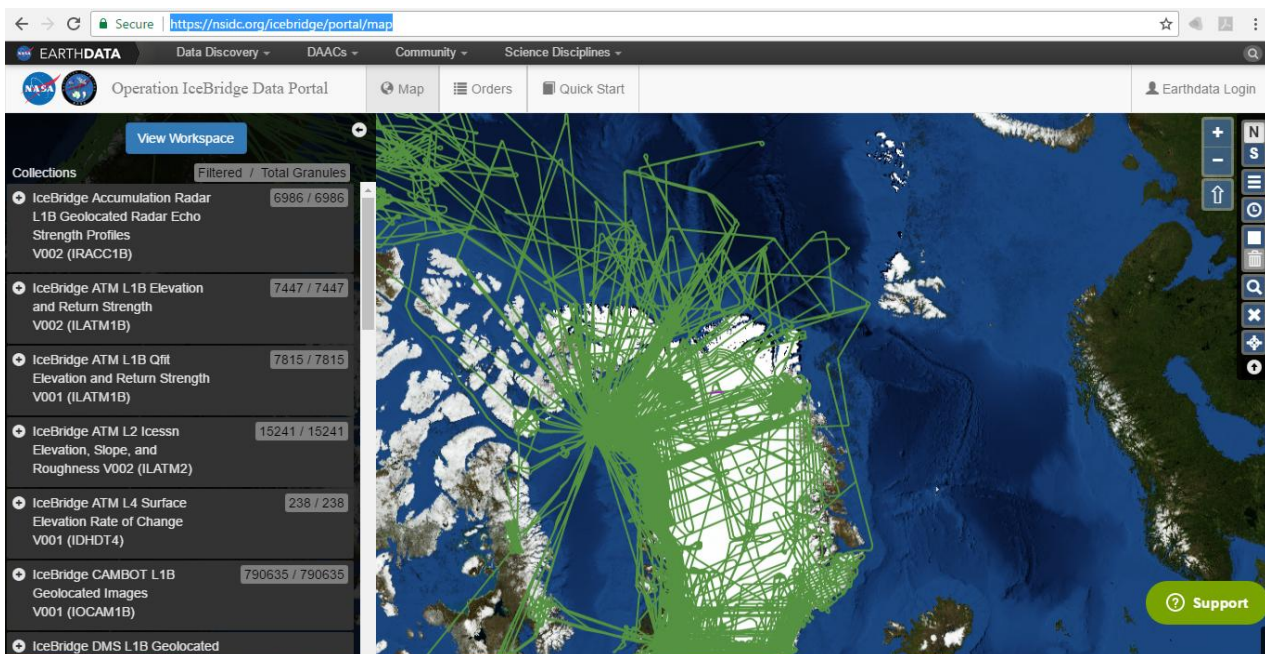 Secure https://nsidc.org/icebridge/portal/map
EARTHDATA Data Discovery DAACs Community Science Disciplines
NASA Operation IceBridge Data Portal Map Orders Quick Start Earthdata Login
View Workspace
Collections Filtered / Total Granules
IceBridge Accumulation Radar 6986 / 6986
L1B Geolocated Radar Echo
Strength Profiles
V002 (IRACC1B)
IceBridge ATM L1B Elevation 7447 / 7447
and Return Strength
V002 (ILATM1B)
IceBridge ATM L1B Qfit 7815 / 7815
Elevation and Return Strength
V001 (ILATM1B)
IceBridge ATM L2 Icessn 15241 / 15241
Elevation, Slope, and
Roughness V002 (ILATM2)
IceBridge ATM L4 Surface 238 / 238
Elevation Rate of Change
V001 (IDHDT4)
IceBridge CAMBOT L1B 790635 / 790635
Geolocated Images
V001 (IOCAM1B)
IceBridge DMS L1B Geolocated
N
S
Support